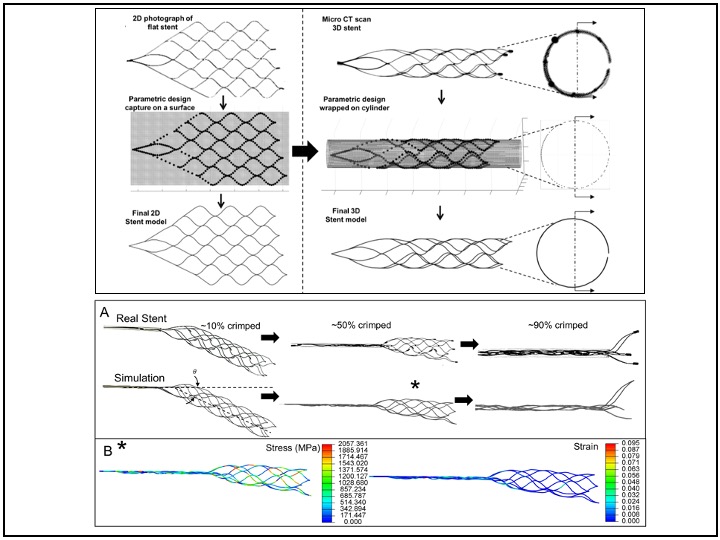 2D photograph of
flat stent
Micro CT scan
3D stent
Parametric design
capture on a surface
Parametric design
wrapped on cylinder
Final 2D
Stent model
Final 3D
Stent model
A
Real Stent
~10% crimped
~50% crimped
~90% crimped
Simulation
θ
*
B *
Stress (MPa)
2057.361
1885.914
1714.467
1543.020
1371.574
1200.127
1028.680
857.234
685.787
514.340
342.894
171.447
0.000
Strain
0.095
0.087
0.079
0.071
0.063
0.056
0.048
0.040
0.032
0.024
0.016
0.008
0.000